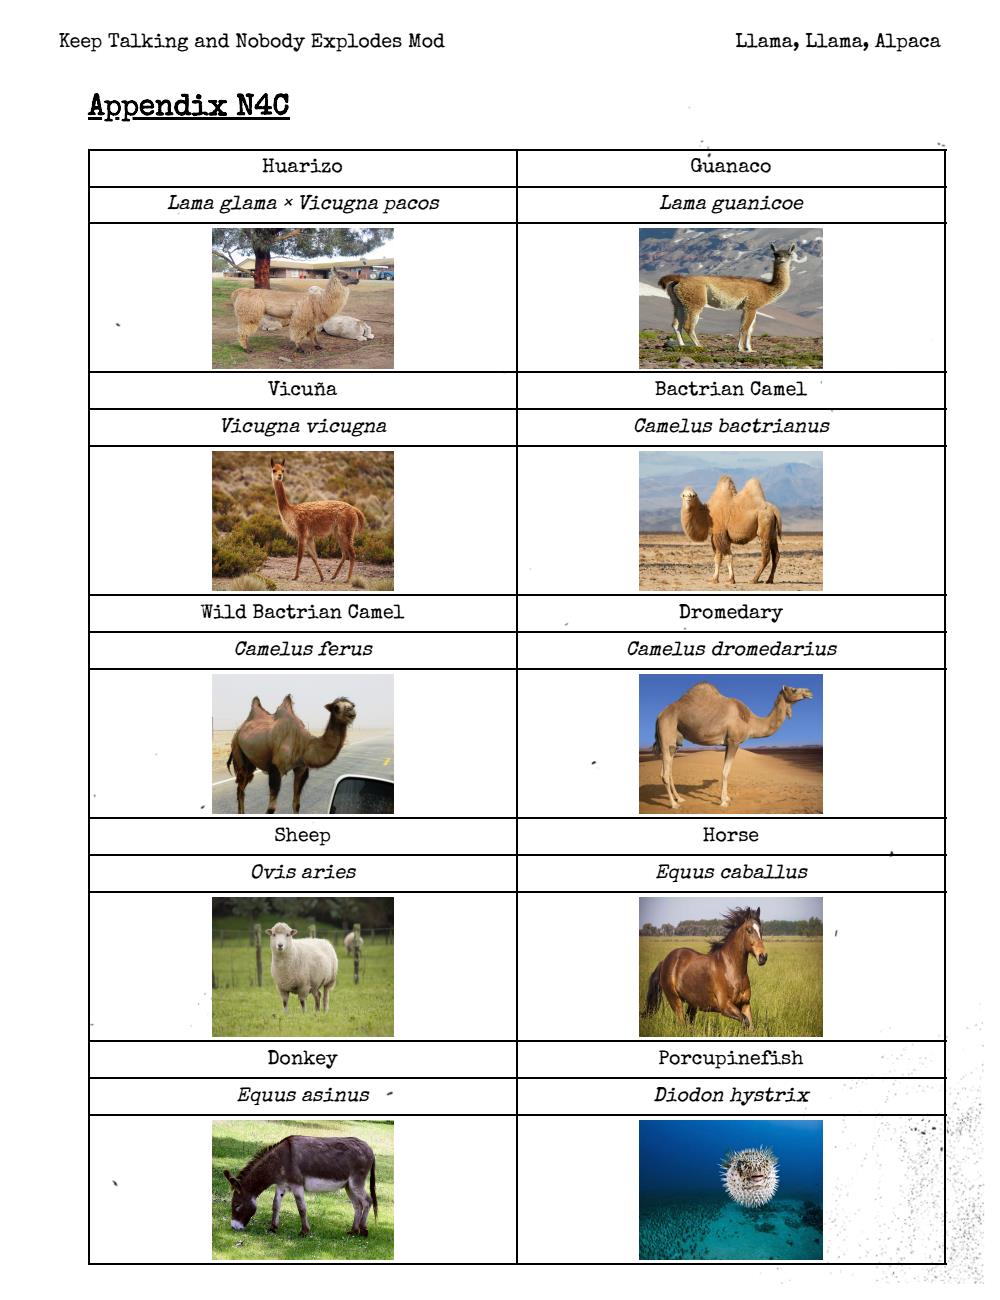 Keep Talking and Nobody Explodes Mod
Llama, Llama, Alpaca
Appendix N4C
Huarizo
Guanaco
Lama glama × Vicugna pacos
Lama guanicoe
Vicuña
Bactrian Camel
Vicugna vicugna
Camelus bactrianus
Wild Bactrian Camel
Dromedary
Camelus ferus
Camelus dromedarius
Sheep
Horse
Ovis aries
Equus caballus
Donkey
Porcupinefish
Equus asinus
Diodon hystrix